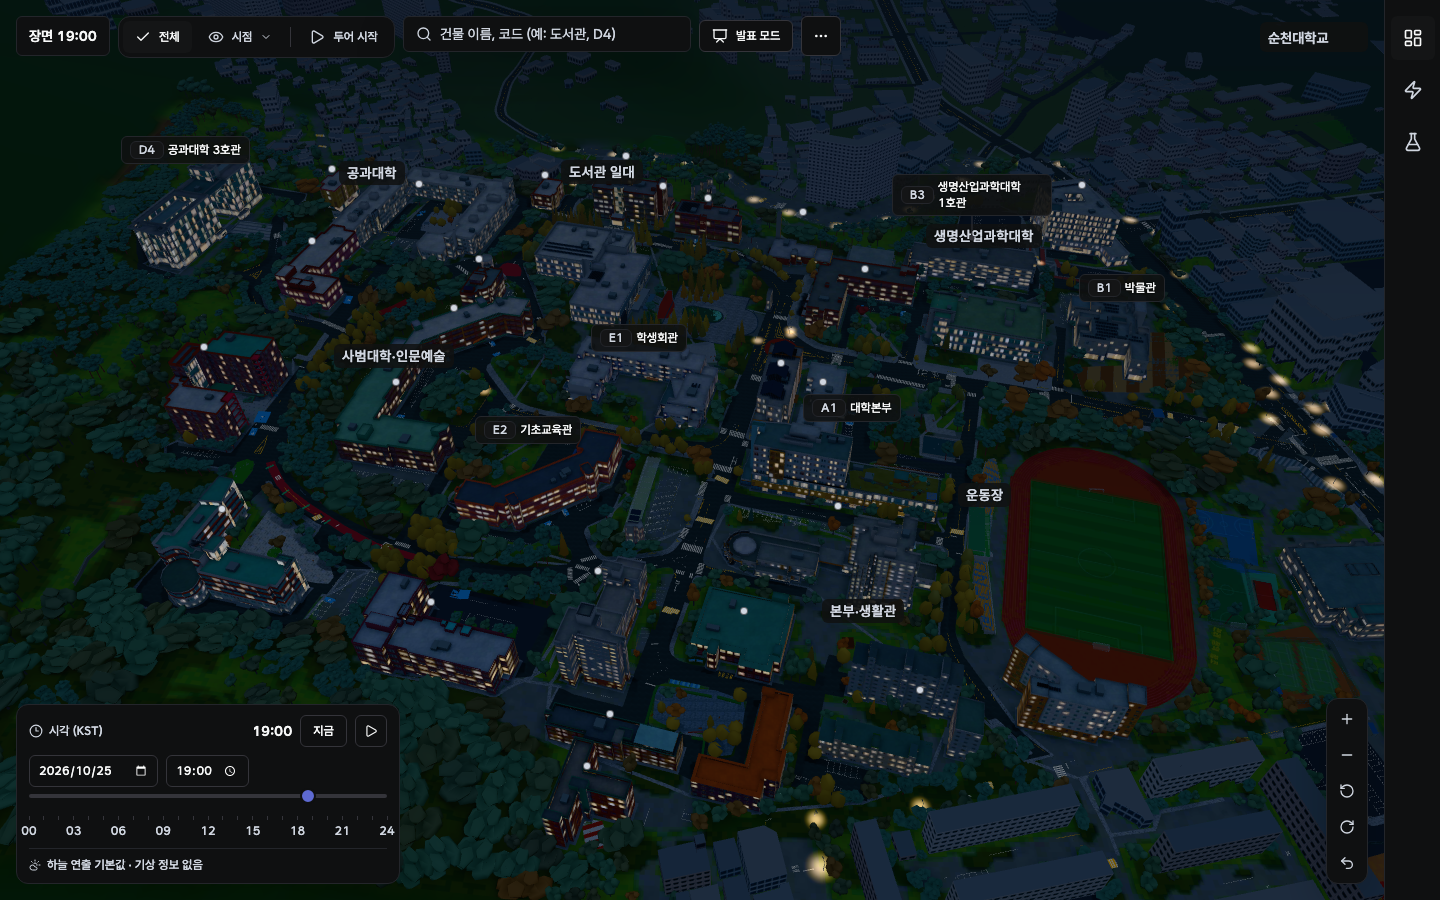 장면 19:00
전체
시점
투어 시작
건물 이름, 코드 (예: 도서관, D4)
발표 모드
순천대학교
D4 공과대학 3호관
공과대학
도서관 일대
B3 생명산업과학대학
1호관
생명산업과학대학
B1 박물관
E1 학생회관
사범대학·인문예술
A1 대학본부
E2 기초교육관
운동장
본부·생활관
시각 (KST)
19:00
지금
2026/10/25
19:00
00 03 06 09 12 15 18 21 24
하늘 연출 기본값 · 기상 정보 없음